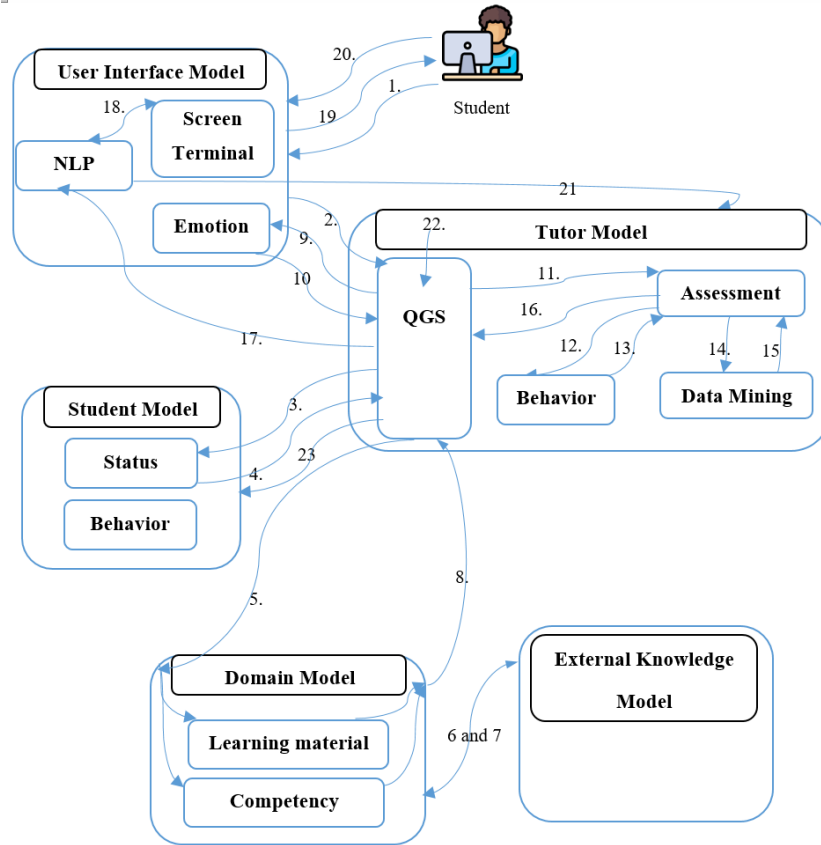 20.
User Interface Model
19
1.
18.
Screen
Terminal
Student
NLP
21
Emotion
2.
9.
22.
Tutor Model
10
11.
Assessment
QGS
16.
17.
12.
13.
14.
15
Behavior
Data Mining
Student Model
3.
Status
4.
23
Behavior
5.
8.
External Knowledge
Model
Domain Model
Learning material
6 and 7
Competency